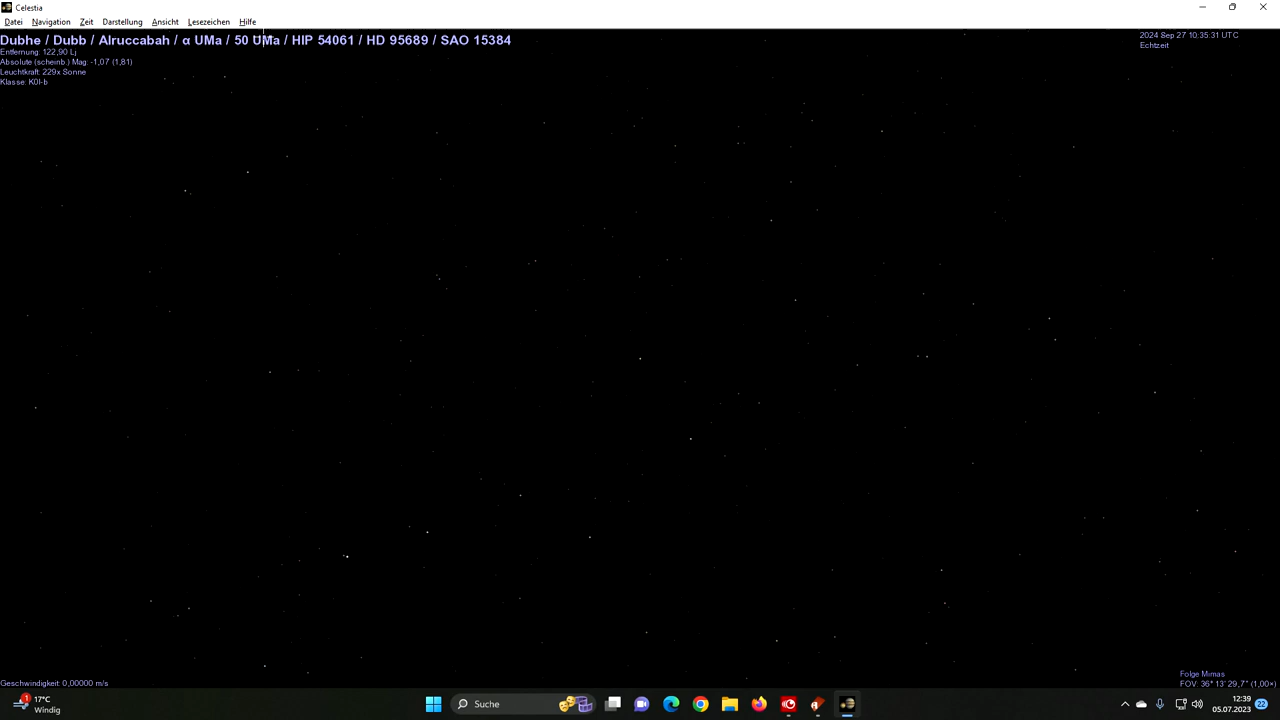 Celestia
Datei Navigation Zeit Darstellung Ansicht Lesezeichen Hilfe
Dubhe / Dubb / Alruccabah / α UMa / 50 UMa / HIP 54061 / HD 95689 / SAO 15384
Entfernung: 122,90 Lj
Absolute (scheinb.) Mag: -1,07 (1,81)
Leuchtkraft: 229x Sonne
Klasse: K0I-b
2024 Sep 27 10:35:31 UTC
Echtzeit
Geschwindigkeit: 0,00000 m/s
Folge Mimas
FOV: 36° 13' 29,7" (1,00×)
1
17°C
Windig
Suche
12:39
05.07.2023
22